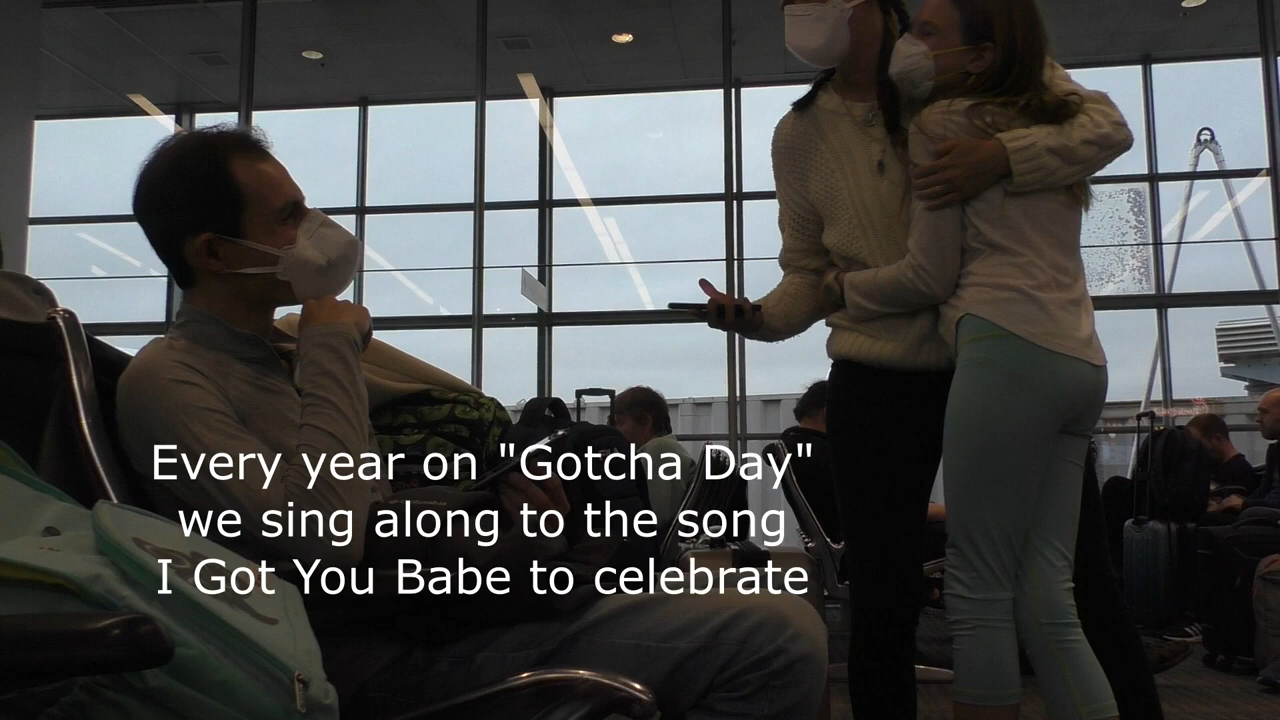 Every year on "Gotcha Day"
we sing along to the song
I Got You Babe to celebrate